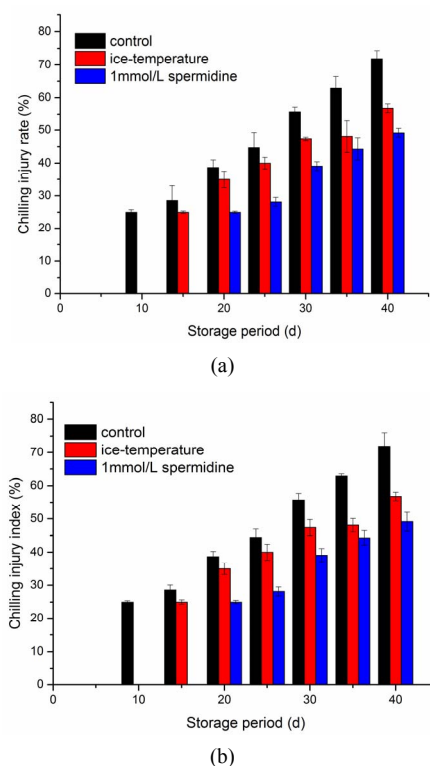 control
ice-temperature
1mmol/L spermidine
Chilling injury rate (%)
80
70
60
50
40
30
20
10
0
0 10 20 30 40
Storage period (d)
(a)
control
ice-temperature
1mmol/L spermidine
Chilling injury index (%)
80
70
60
50
40
30
20
10
0
0 10 20 30 40
Storage period (d)
(b)